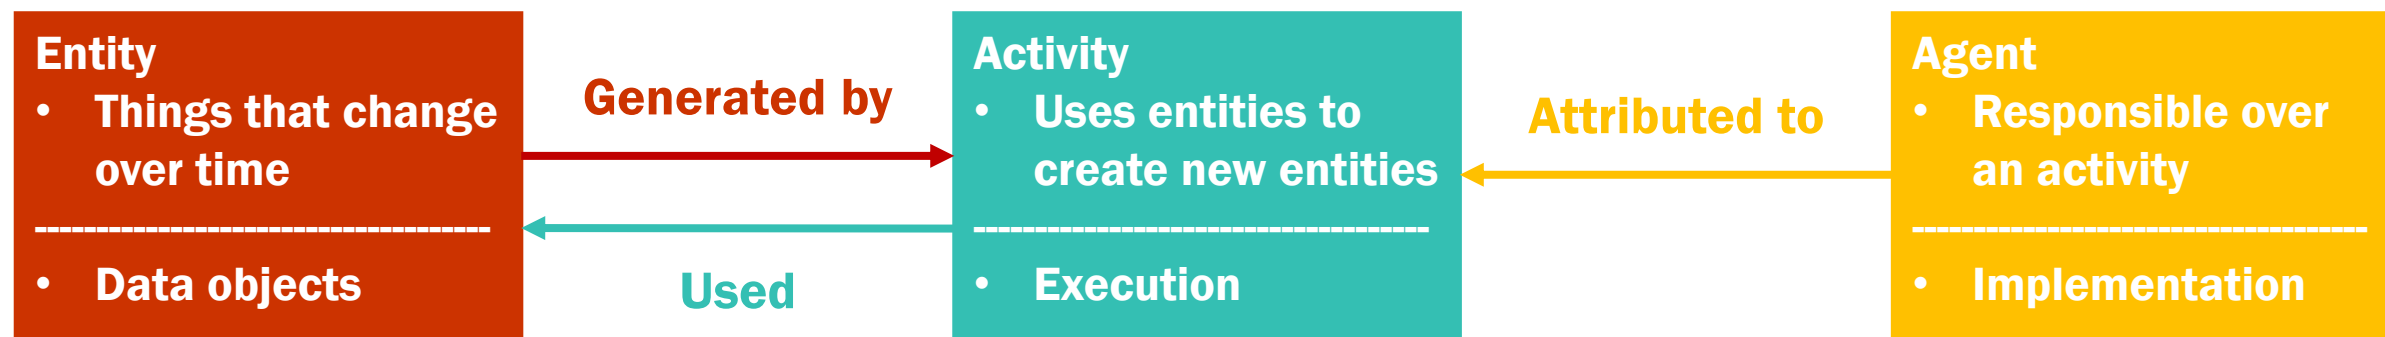 Entity
• Things that change
over time
-------------------------------------
• Data objects
Generated by
Used
Activity
• Uses entities to
create new entities
-------------------------------------
• Execution
Attributed to
Agent
• Responsible over
an activity
-------------------------------------
• Implementation